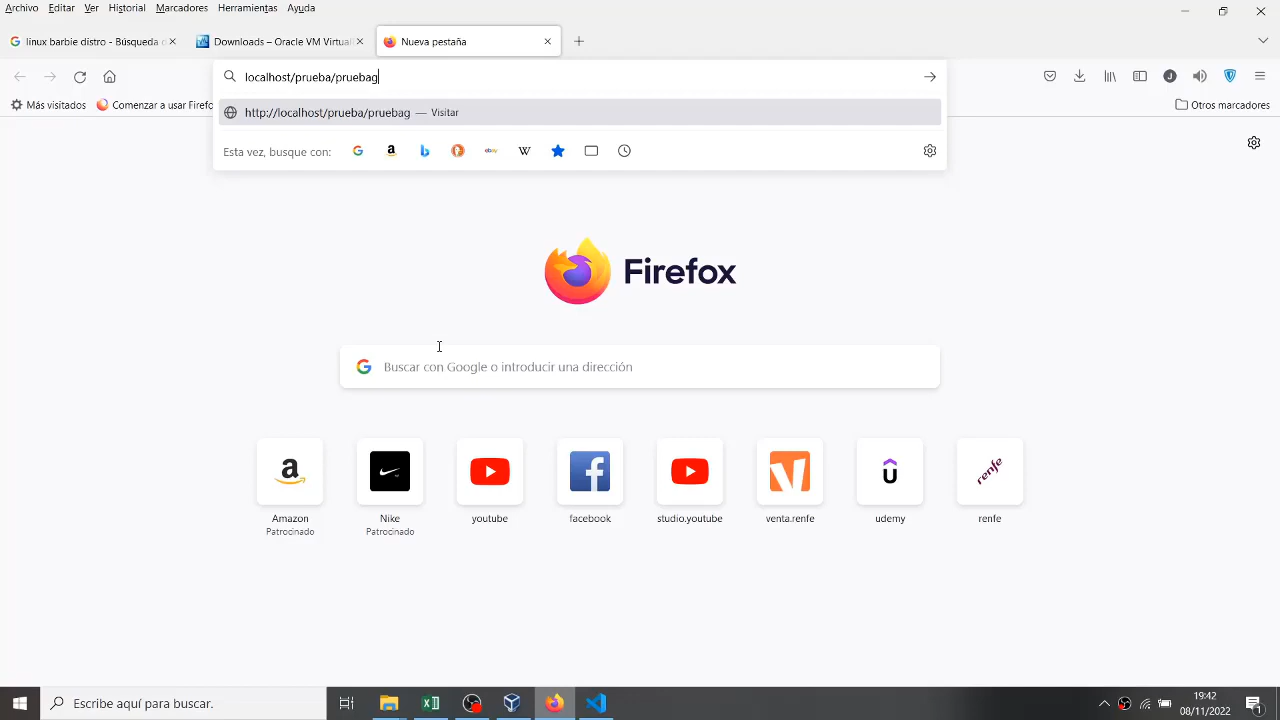 Archivo Editar Ver Historial Marcadores Herramientas Ayuda
linux barbie distro - Búsqueda d
Downloads – Oracle VM Virtual
Nueva pestaña
localhost/prueba/pruebag
Más visitados
Comenzar a usar Firefo
Otros marcadores
http://localhost/prueba/pruebag — Visitar
Esta vez, busque con:
Firefox
Buscar con Google o introducir una dirección
Amazon
Patrocinado
Nike
Patrocinado
youtube
facebook
studio.youtube
venta.renfe
udemy
renfe
Escribe aquí para buscar.
19:42
08/11/2022